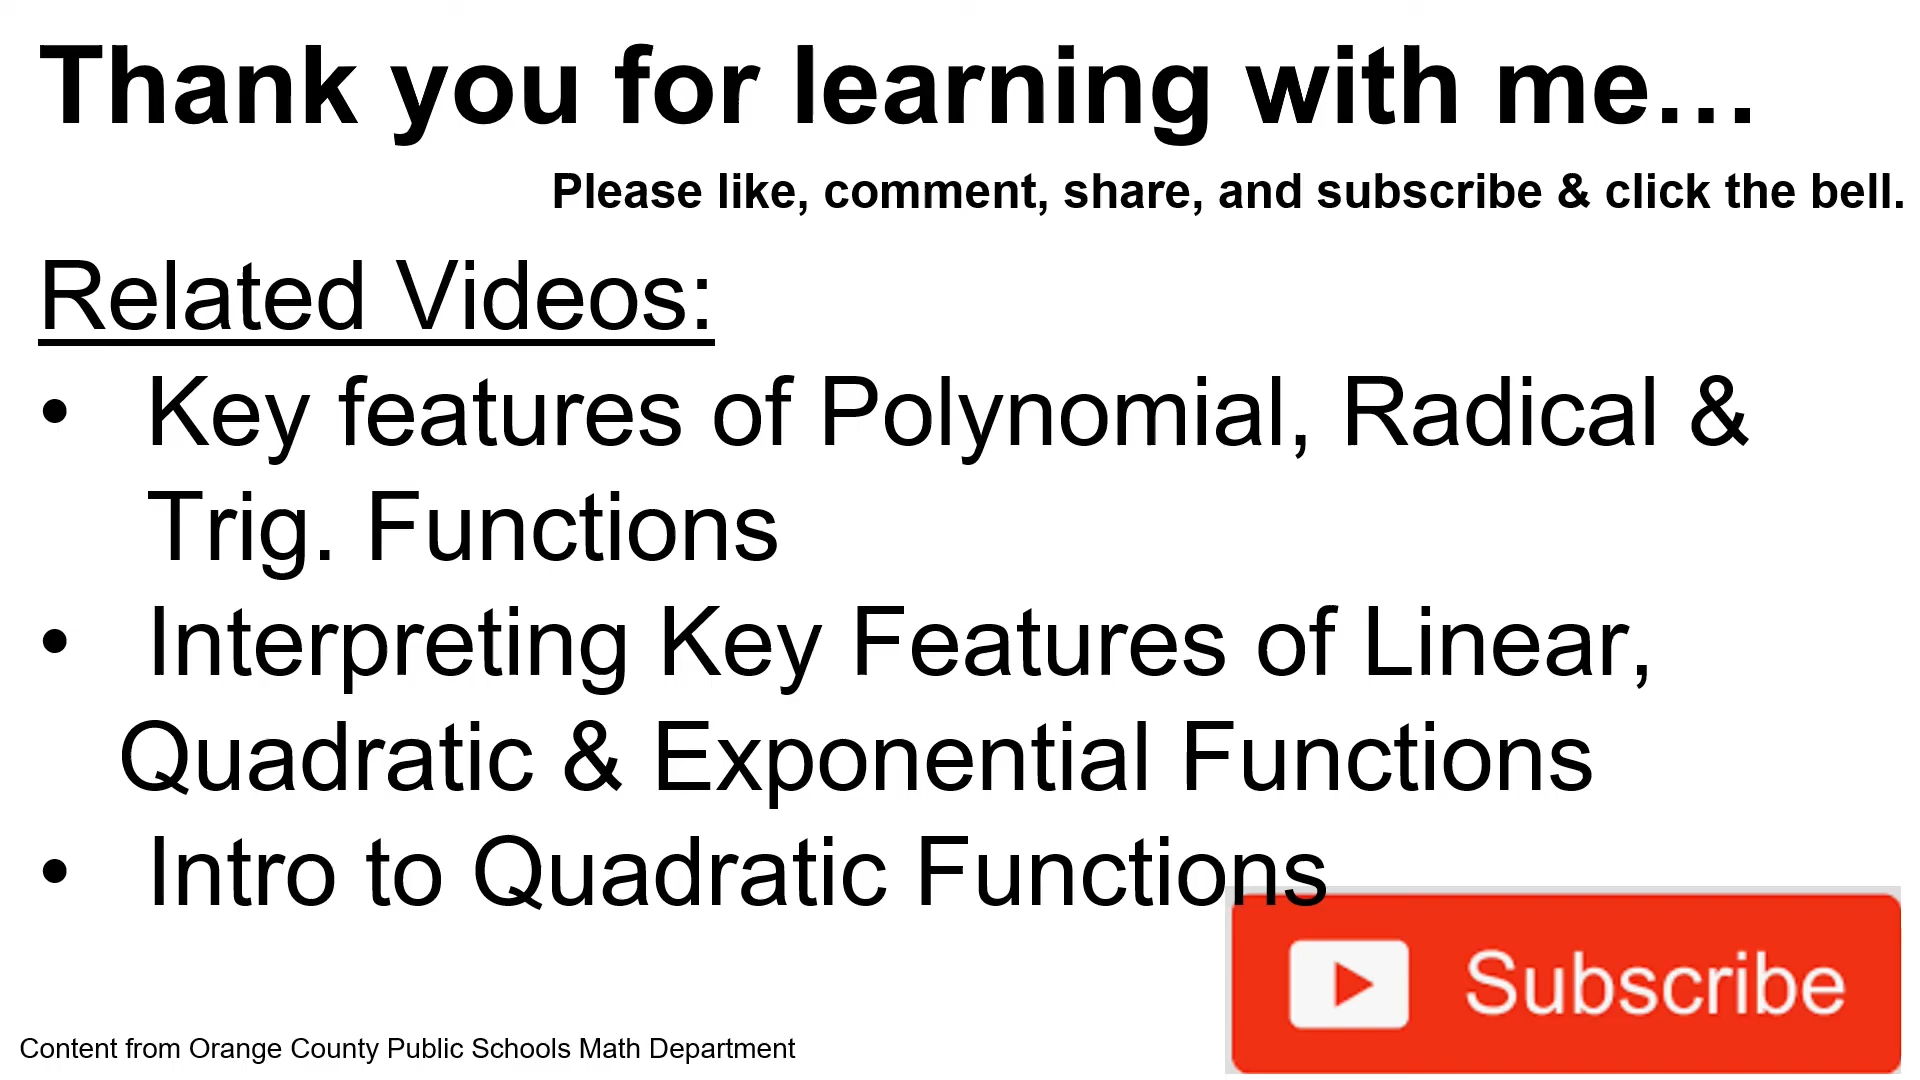 Thank you for learning with me…
Please like, comment, share, and subscribe & click the bell.
Related Videos:
• Key features of Polynomial, Radical &
Trig. Functions
• Interpreting Key Features of Linear,
Quadratic & Exponential Functions
• Intro to Quadratic Functions
Subscribe
Content from Orange County Public Schools Math Department